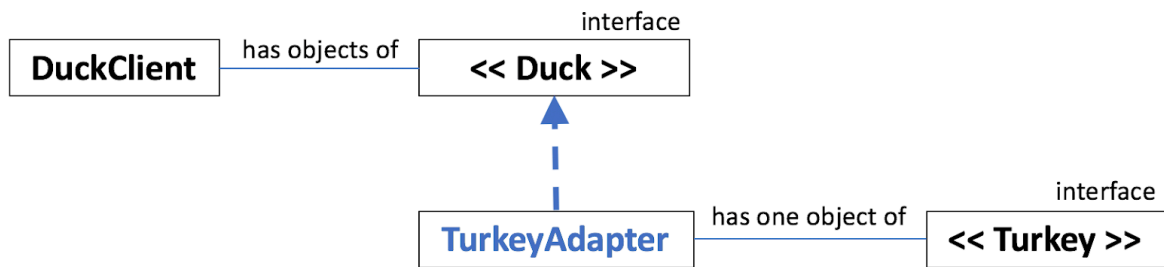 interface
DuckClient
has objects of
<< Duck >>
interface
TurkeyAdapter
has one object of
<< Turkey >>